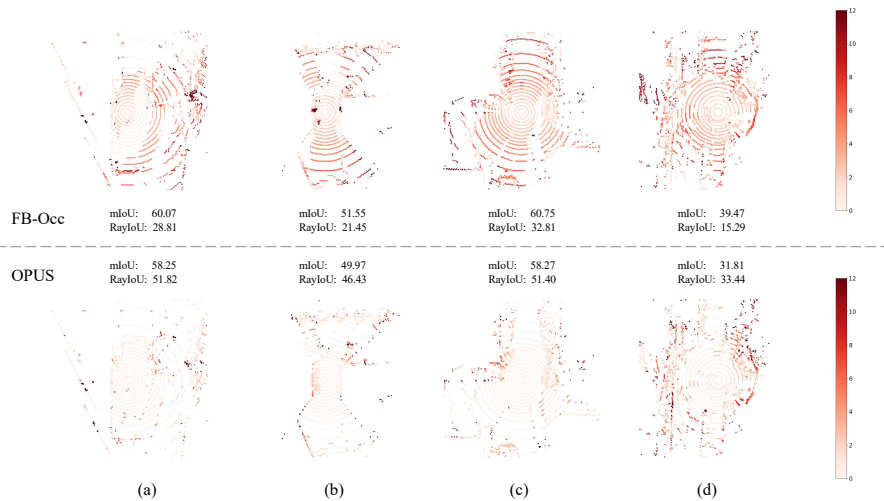 12
10
8
6
4
2
0
FB-Occ
mIoU: 60.07
RayIoU: 28.81
mIoU: 51.55
RayIoU: 21.45
mIoU: 60.75
RayIoU: 32.81
mIoU: 39.47
RayIoU: 15.29
OPUS
mIoU: 58.25
RayIoU: 51.82
mIoU: 49.97
RayIoU: 46.43
mIoU: 58.27
RayIoU: 51.40
mIoU: 31.81
RayIoU: 33.44
12
10
8
6
4
2
0
(a)
(b)
(c)
(d)